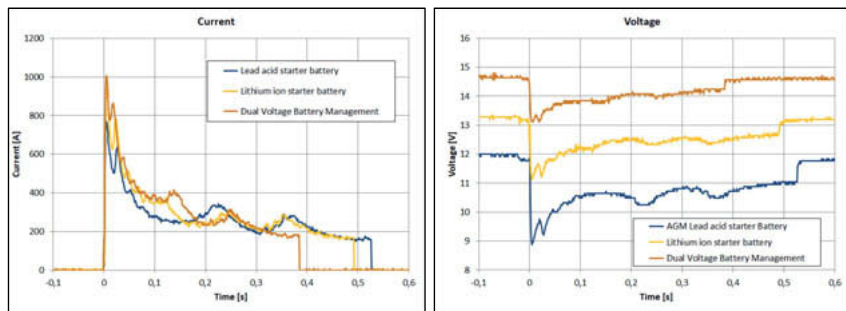 Current
1200
1000
800
600
400
200
0
Current [A]
-0,1
0
0,1
0,2
0,3
0,4
0,5
0,6
Time [s]
Lead acid starter battery
Lithium ion starter battery
Dual Voltage Battery Management
Voltage
16
15
14
13
12
11
10
9
8
Voltage [V]
-0,1
0
0,1
0,2
0,3
0,4
0,5
0,6
Time [s]
AGM Lead acid starter Battery
Lithium ion starter battery
Dual Voltage Battery Management